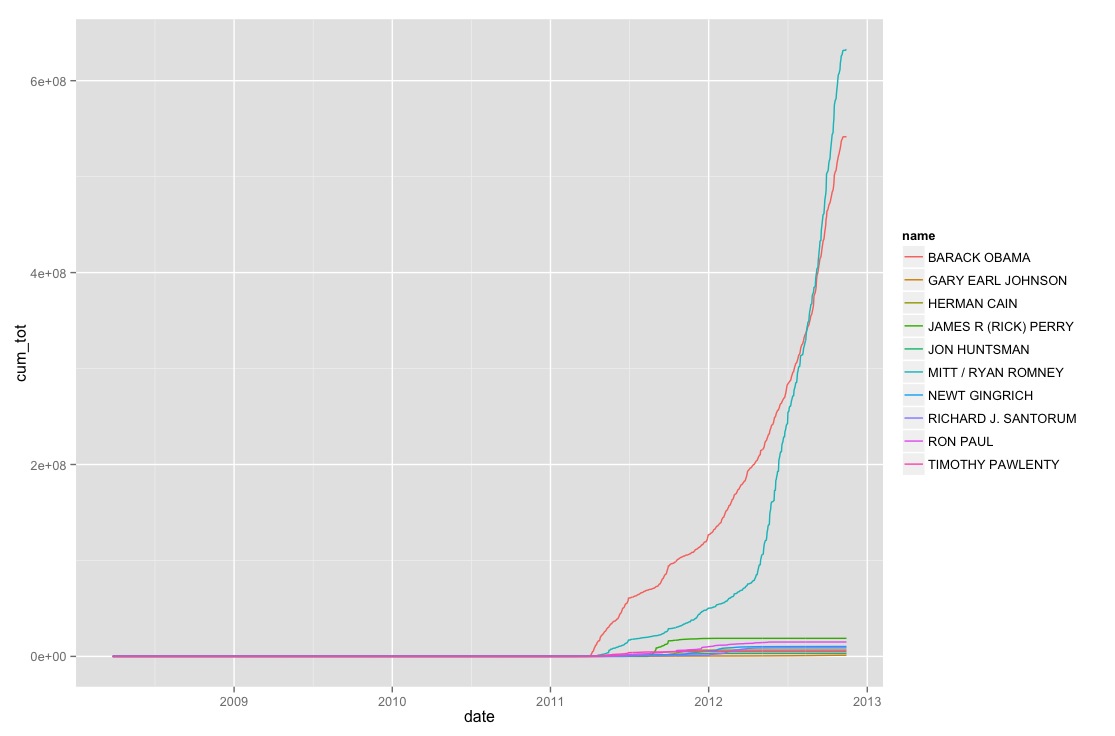 6e+08
4e+08
2e+08
0e+00
cum_tot
2009 2010 2011 2012 2013
date
name
BARACK OBAMA
GARY EARL JOHNSON
HERMAN CAIN
JAMES R (RICK) PERRY
JON HUNTSMAN
MITT / RYAN ROMNEY
NEWT GINGRICH
RICHARD J. SANTORUM
RON PAUL
TIMOTHY PAWLENTY